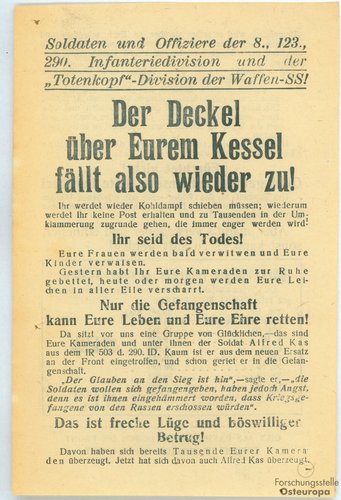 Soldaten und Offiziere der 8., 123.,
290. Infanteriedivision und der
„Totenkopf“-Division der Waffen-SS!
Der Deckel
über Eurem Kessel
fällt also wieder zu!
Ihr werdet wieder Kohldampf schieben müssen; wiederum
werdet Ihr keine Post erhalten und zu Tausenden in der Um-
klammerung zugrunde gehen, die immer enger werden wird!
Ihr seid des Todes!
Eure Frauen werden bald verwitwen und Eure
Kinder verwaisen.
Gestern habt Ihr Eure Kameraden zur Ruhe
gebettet, heute oder morgen werden Eure Lei-
chen in aller Eile verscharrt.
Nur die Gefangenschaft
kann Eure Leben und Eure Ehre retten!
Da sitzt vor uns eine Gruppe von Glücklichen,—das sind
Eure Kameraden und unter ihnen der Soldat Alfred Kas
aus dem IR 503 d. 290. ID. Kaum ist er aus dem neuen Ersatz
an der Front eingetroffen, und schon geriet er in die Gefan-
genschaft.
„Der Glauben an den Sieg ist hin“,—sagte er,—„die
Soldaten wollen sich gefangengeben, haben jedoch Angst,
denn es ist ihnen eingehämmert worden, dass Kriegsge-
fangene von den Russen erschossen würden“.
Das ist freche Lüge und böswilliger
Betrug!
Davon haben sich bereits Tausende Eurer Kamera
den überzeugt. Jetzt hat sich davon auch Alfred Kas überzeugt.
Forschungsstelle
Osteuropa